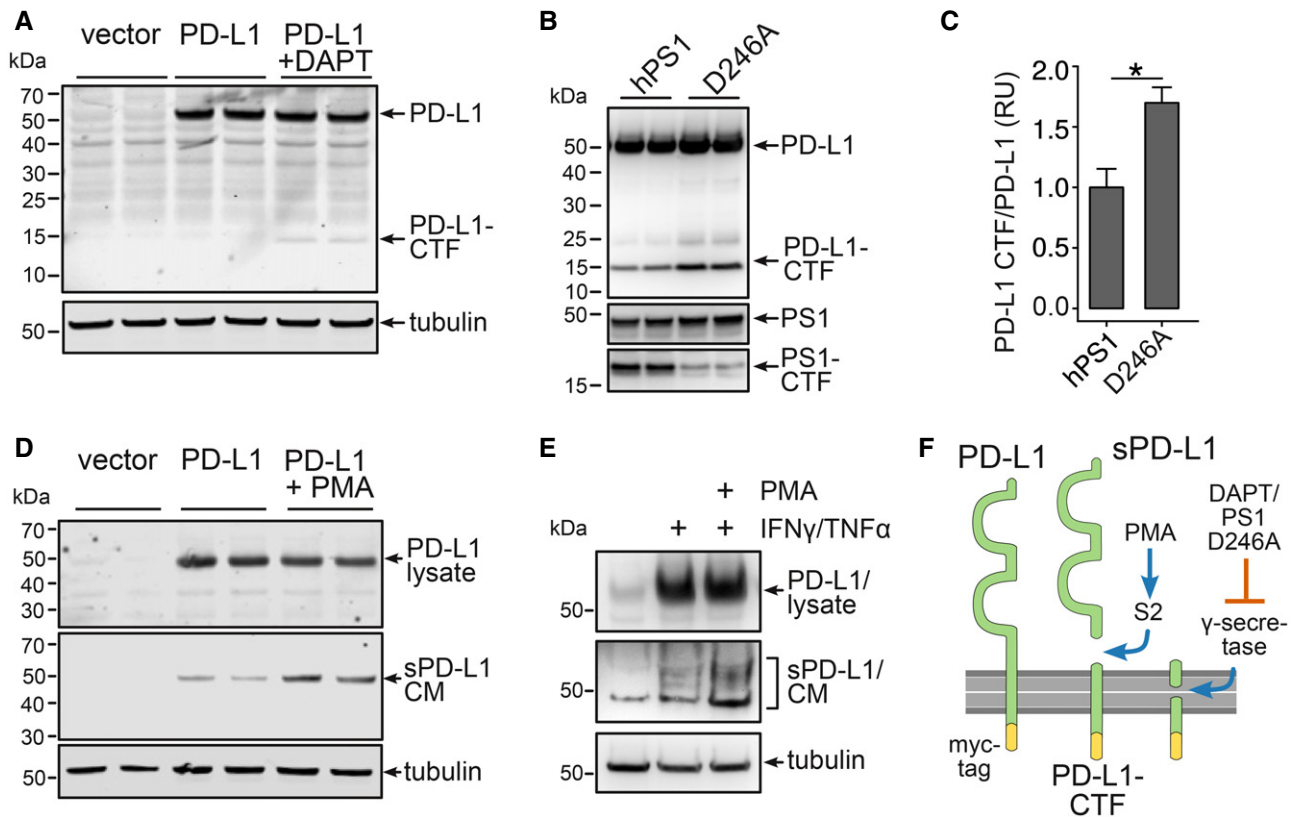 A
vector PD-L1 PD-L1
+DAPT
kDa
70
50
40
30
25
15
10
50
PD-L1
PD-L1-
CTF
tubulin
B
hPS1 D246A
kDa
50
40
30
25
15
10
50
15
PD-L1
PD-L1-
CTF
PS1
PS1-
CTF
C
PD-L1 CTF/PD-L1 (RU)
2.0
1.5
1.0
0.5
0.0
*
hPS1
D246A
D
vector PD-L1 PD-L1
+ PMA
kDa
70
50
40
30
70
50
40
30
50
PD-L1
lysate
sPD-L1
CM
tubulin
E
+ PMA
+ + IFNγ/TNFα
kDa
50
50
50
PD-L1/
lysate
sPD-L1/
CM
tubulin
F
PD-L1
sPD-L1
DAPT/
PS1
D246A
PMA
S2
γ-secre-
tase
myc-
tag
PD-L1-
CTF